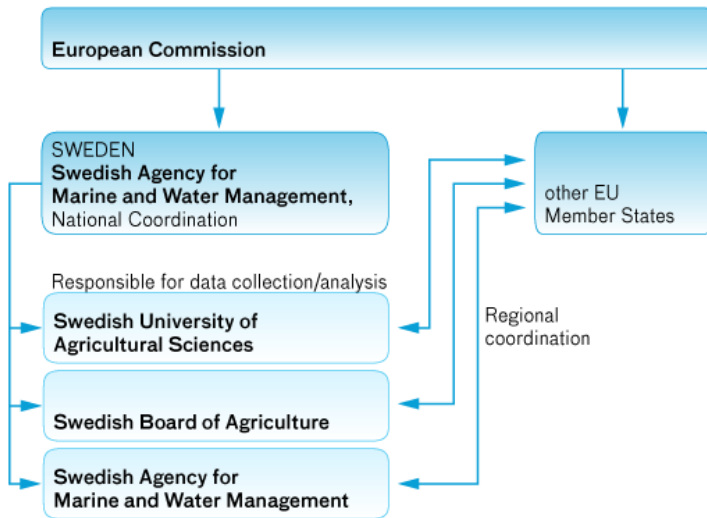 European Commission
SWEDEN
Swedish Agency for
Marine and Water Management,
National Coordination
other EU
Member States
Responsible for data collection/analysis
Swedish University of
Agricultural Sciences
Regional
coordination
Swedish Board of Agriculture
Swedish Agency for
Marine and Water Management